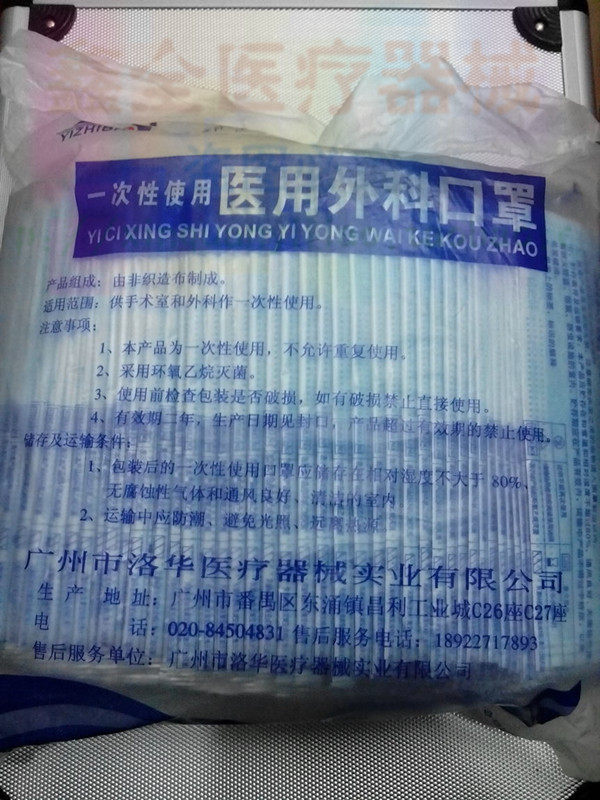 鑫全医疗器械
YIZHI
一次性使用医用外科口罩
YI CI XING SHI YONG YI YONG WAI KE KOU ZHAO
产品组成：由非织造布制成。
适用范围：供手术室和外科作一次性使用。
注意事项：
1、本产品为一次性使用，不允许重复使用。
2、采用环氧乙烷灭菌。
3、使用前检查包装是否破损，如有破损禁止直接使用。
4、有效期二年，生产日期见封口，产品超过有效期的禁止使用。
储存及运输条件：
1、包装后的一次性使用口罩应储存在相对湿度不大于80%、
无腐蚀性气体和通风良好、清洁的室内
2、运输中应防潮、避免光照、远离热源
广州市洛华医疗器械实业有限公司
生产地址：广州市番禺区东涌镇昌利工业城C26座C27座
电话：020-84504831 售后服务电话：18922717893
售后服务单位：广州市洛华医疗器械实业有限公司